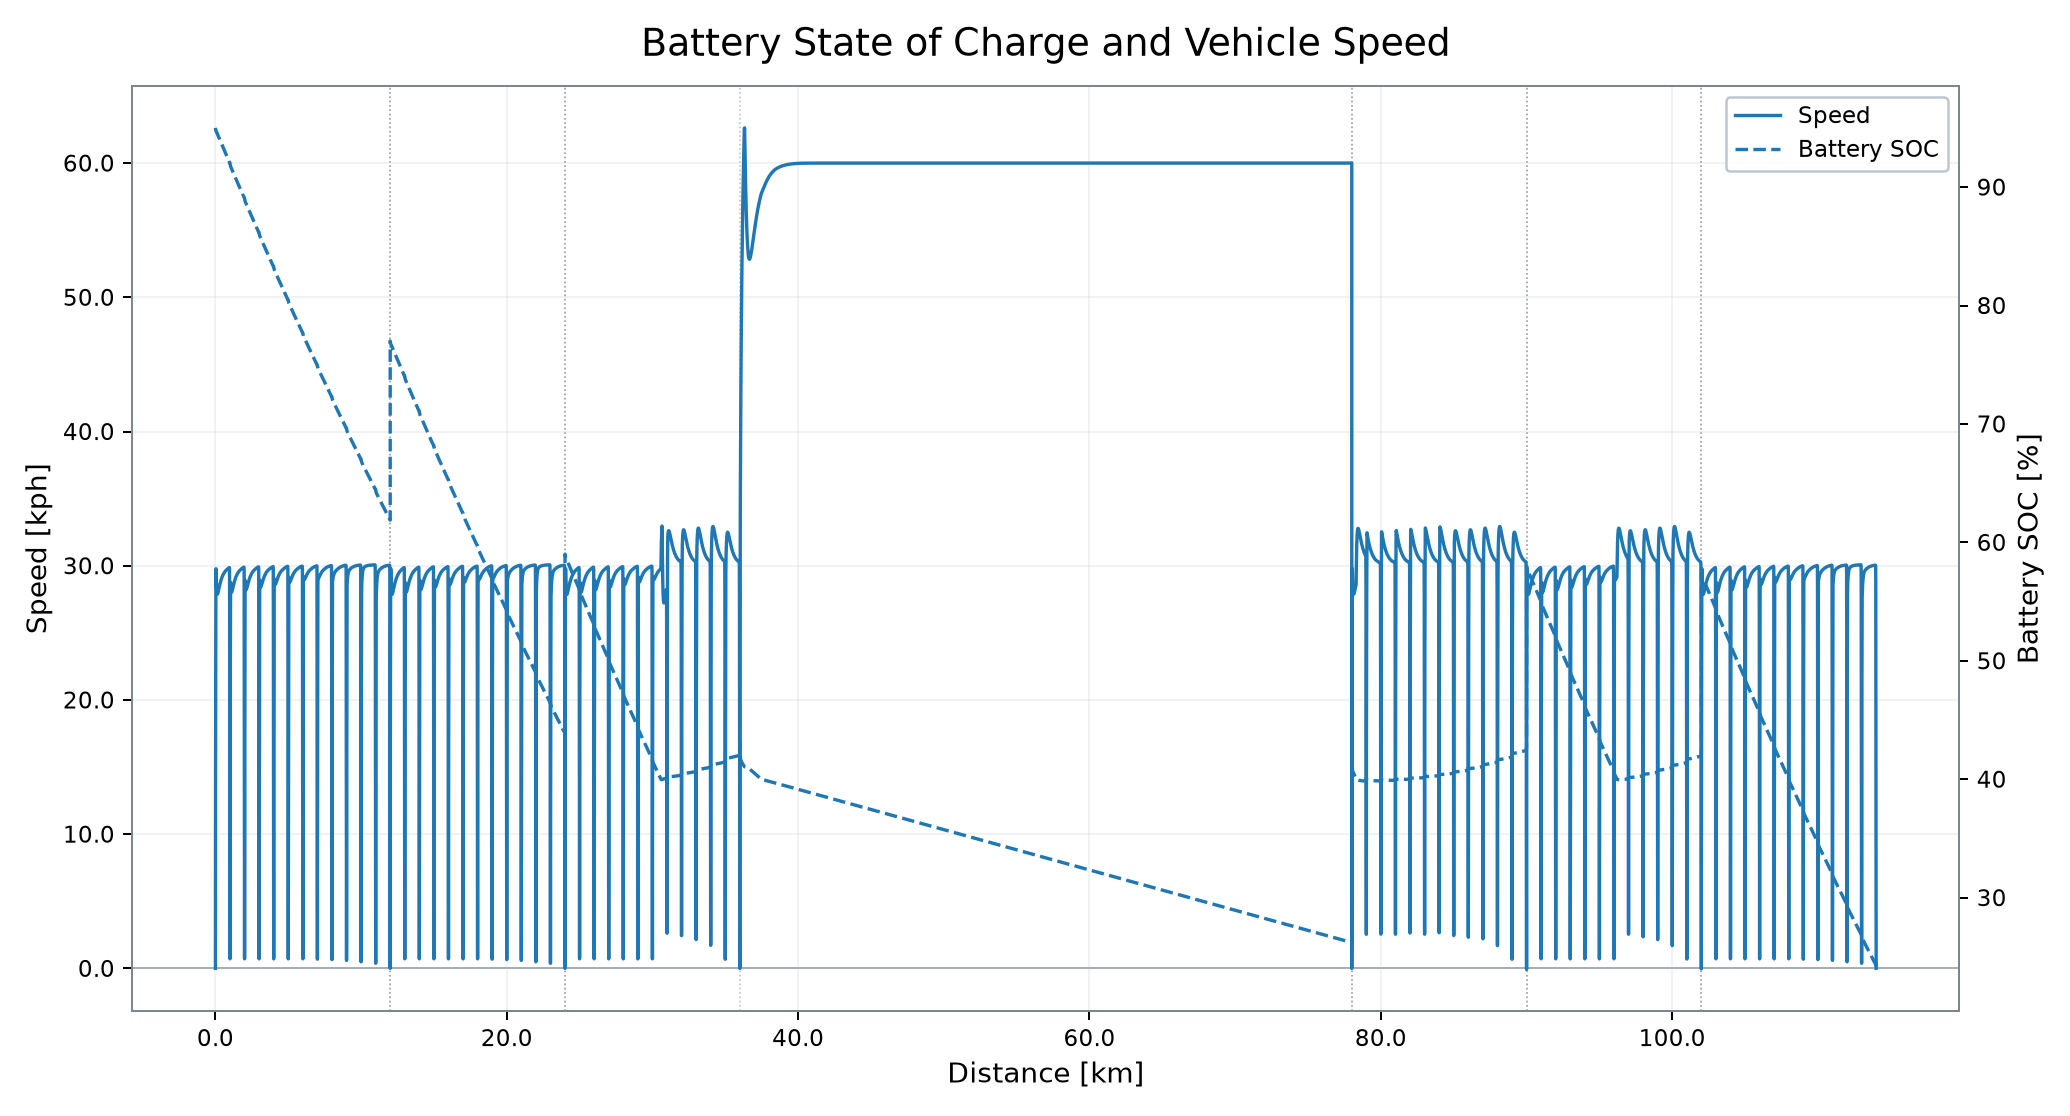 Battery State of Charge and Vehicle Speed
Speed
Battery SOC
60.0
50.0
40.0
30.0
20.0
10.0
0.0
Speed [kph]
90
80
70
60
50
40
30
Battery SOC [%]
0.0 20.0 40.0 60.0 80.0 100.0
Distance [km]